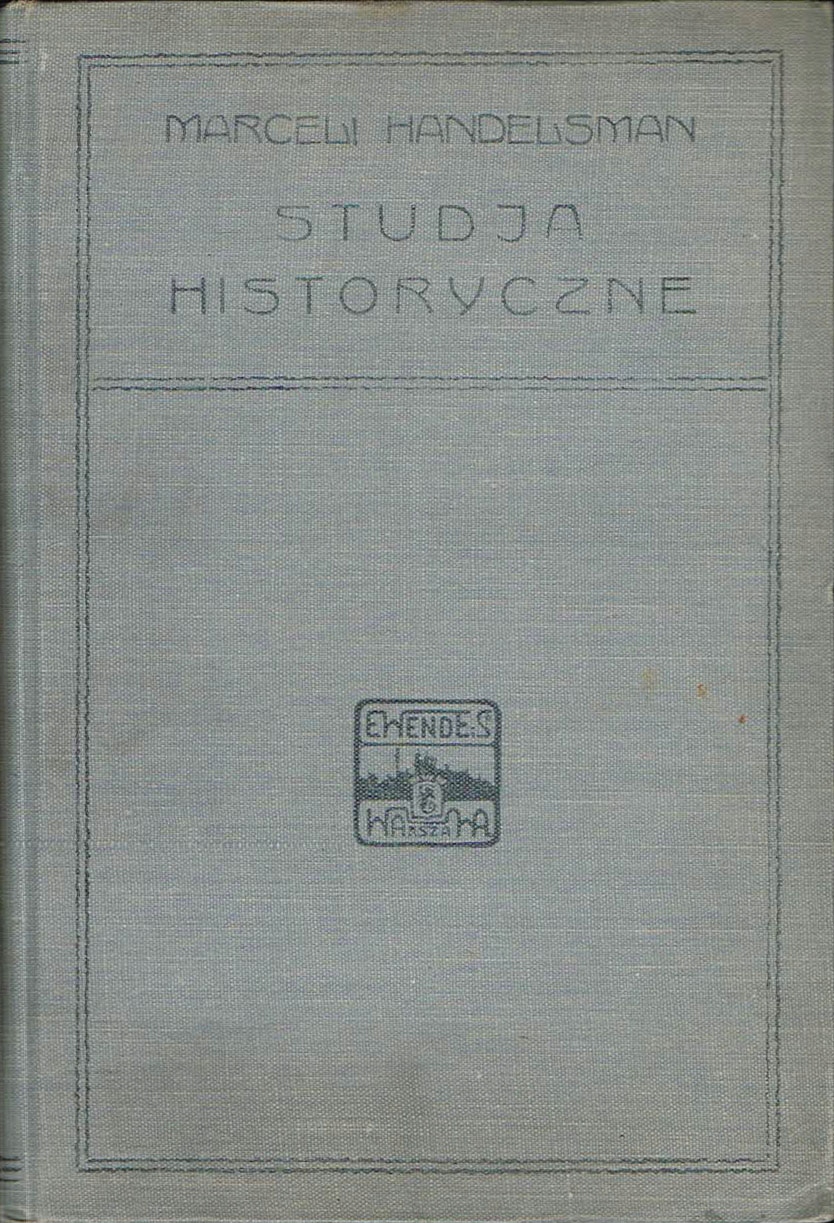 MARCELI HANDELSMAN
STUDJA
HISTORYCZNE
E.WENDE i S
WARSZAWA